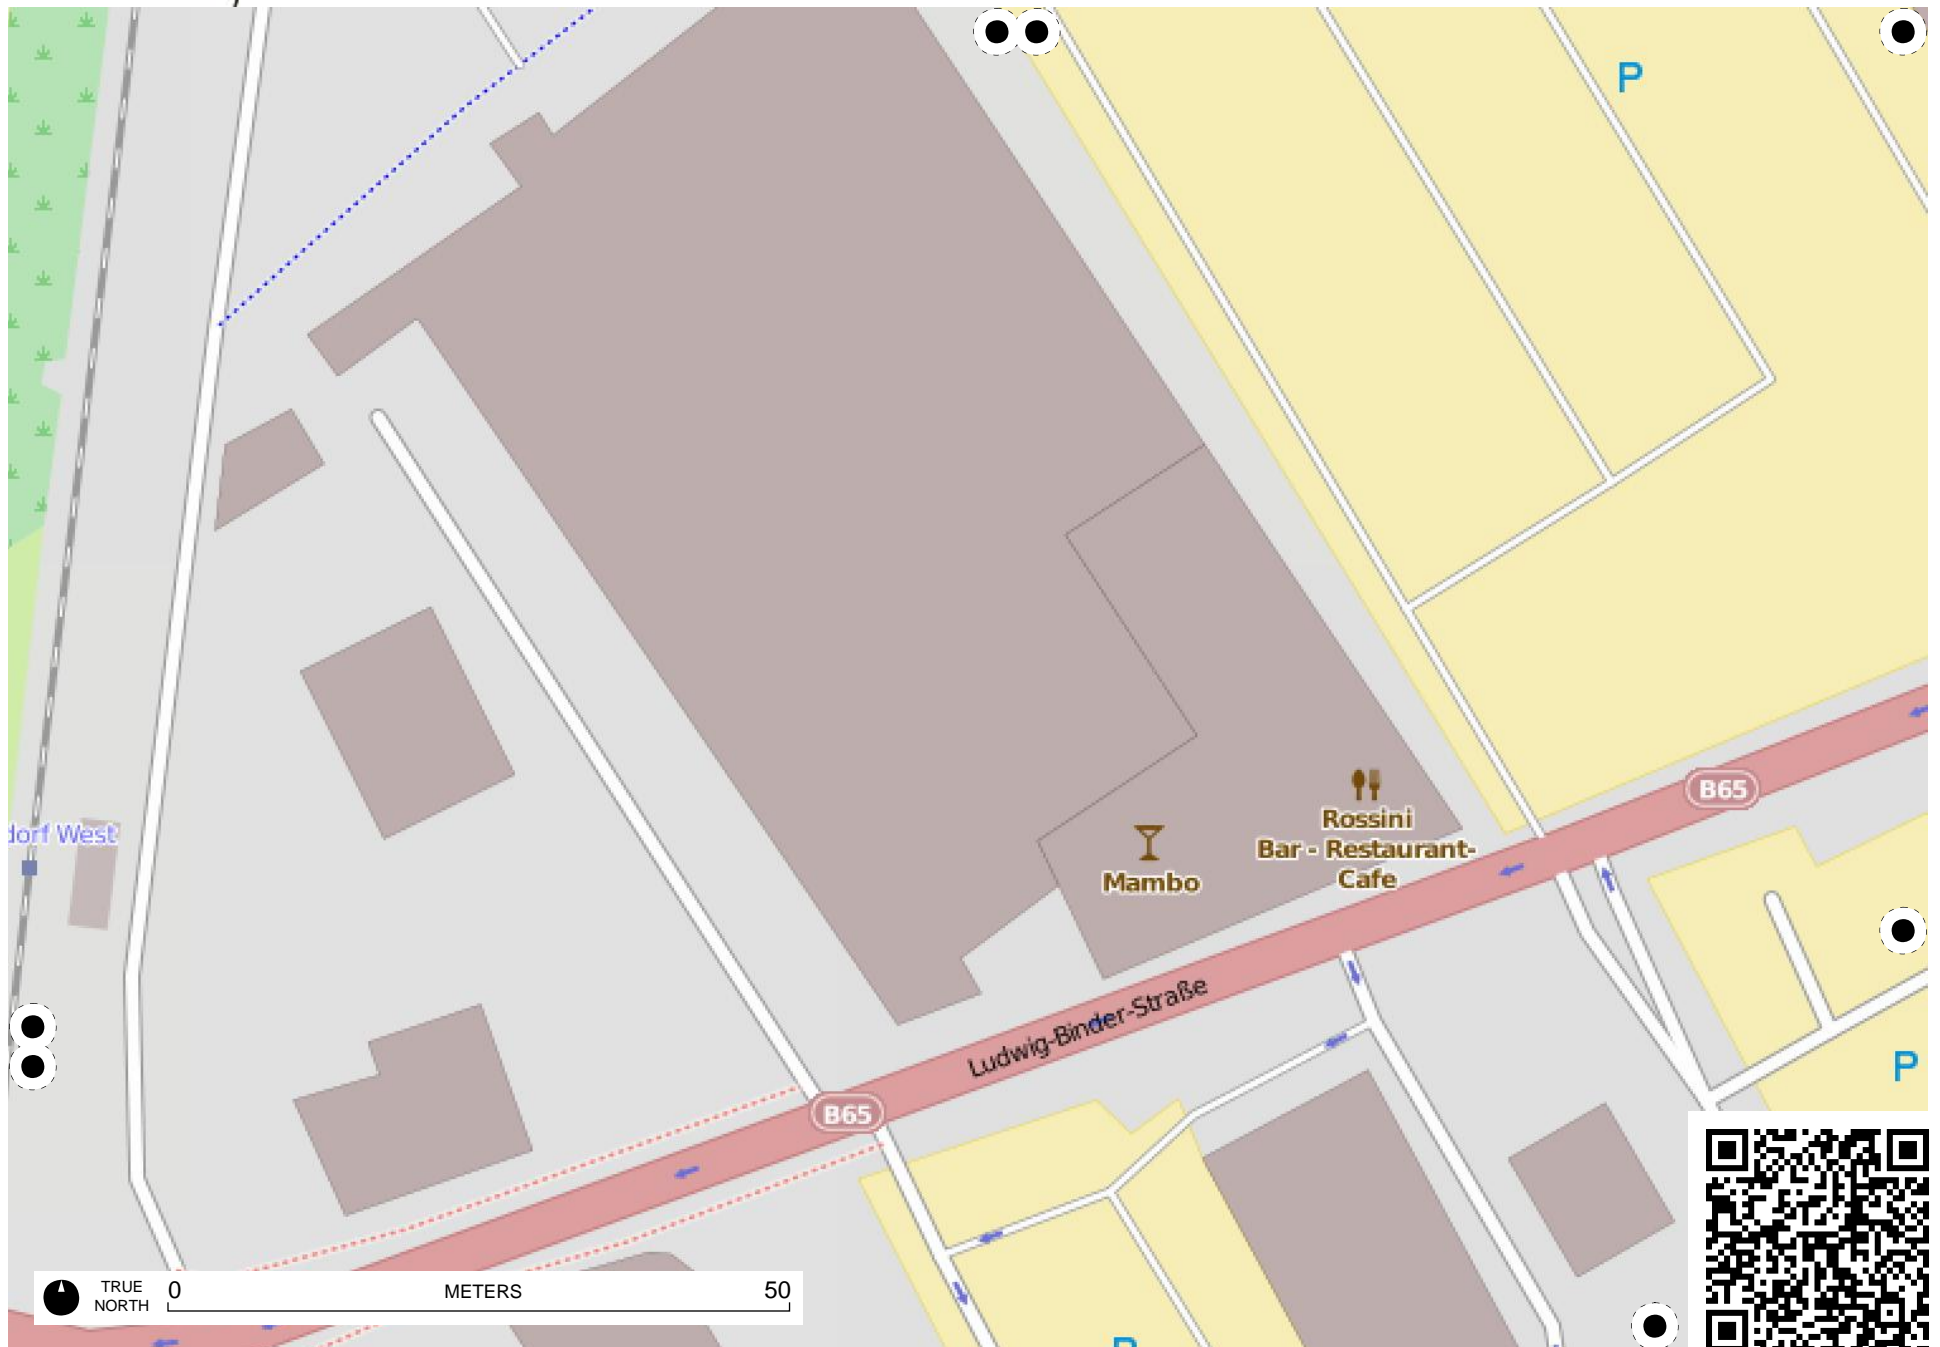 P
B65
Rossini
Bar - Restaurant-
Cafe
Mambo
dorf West
Ludwig-Binder-Straße
B65
P
TRUE
NORTH
0
METERS
50